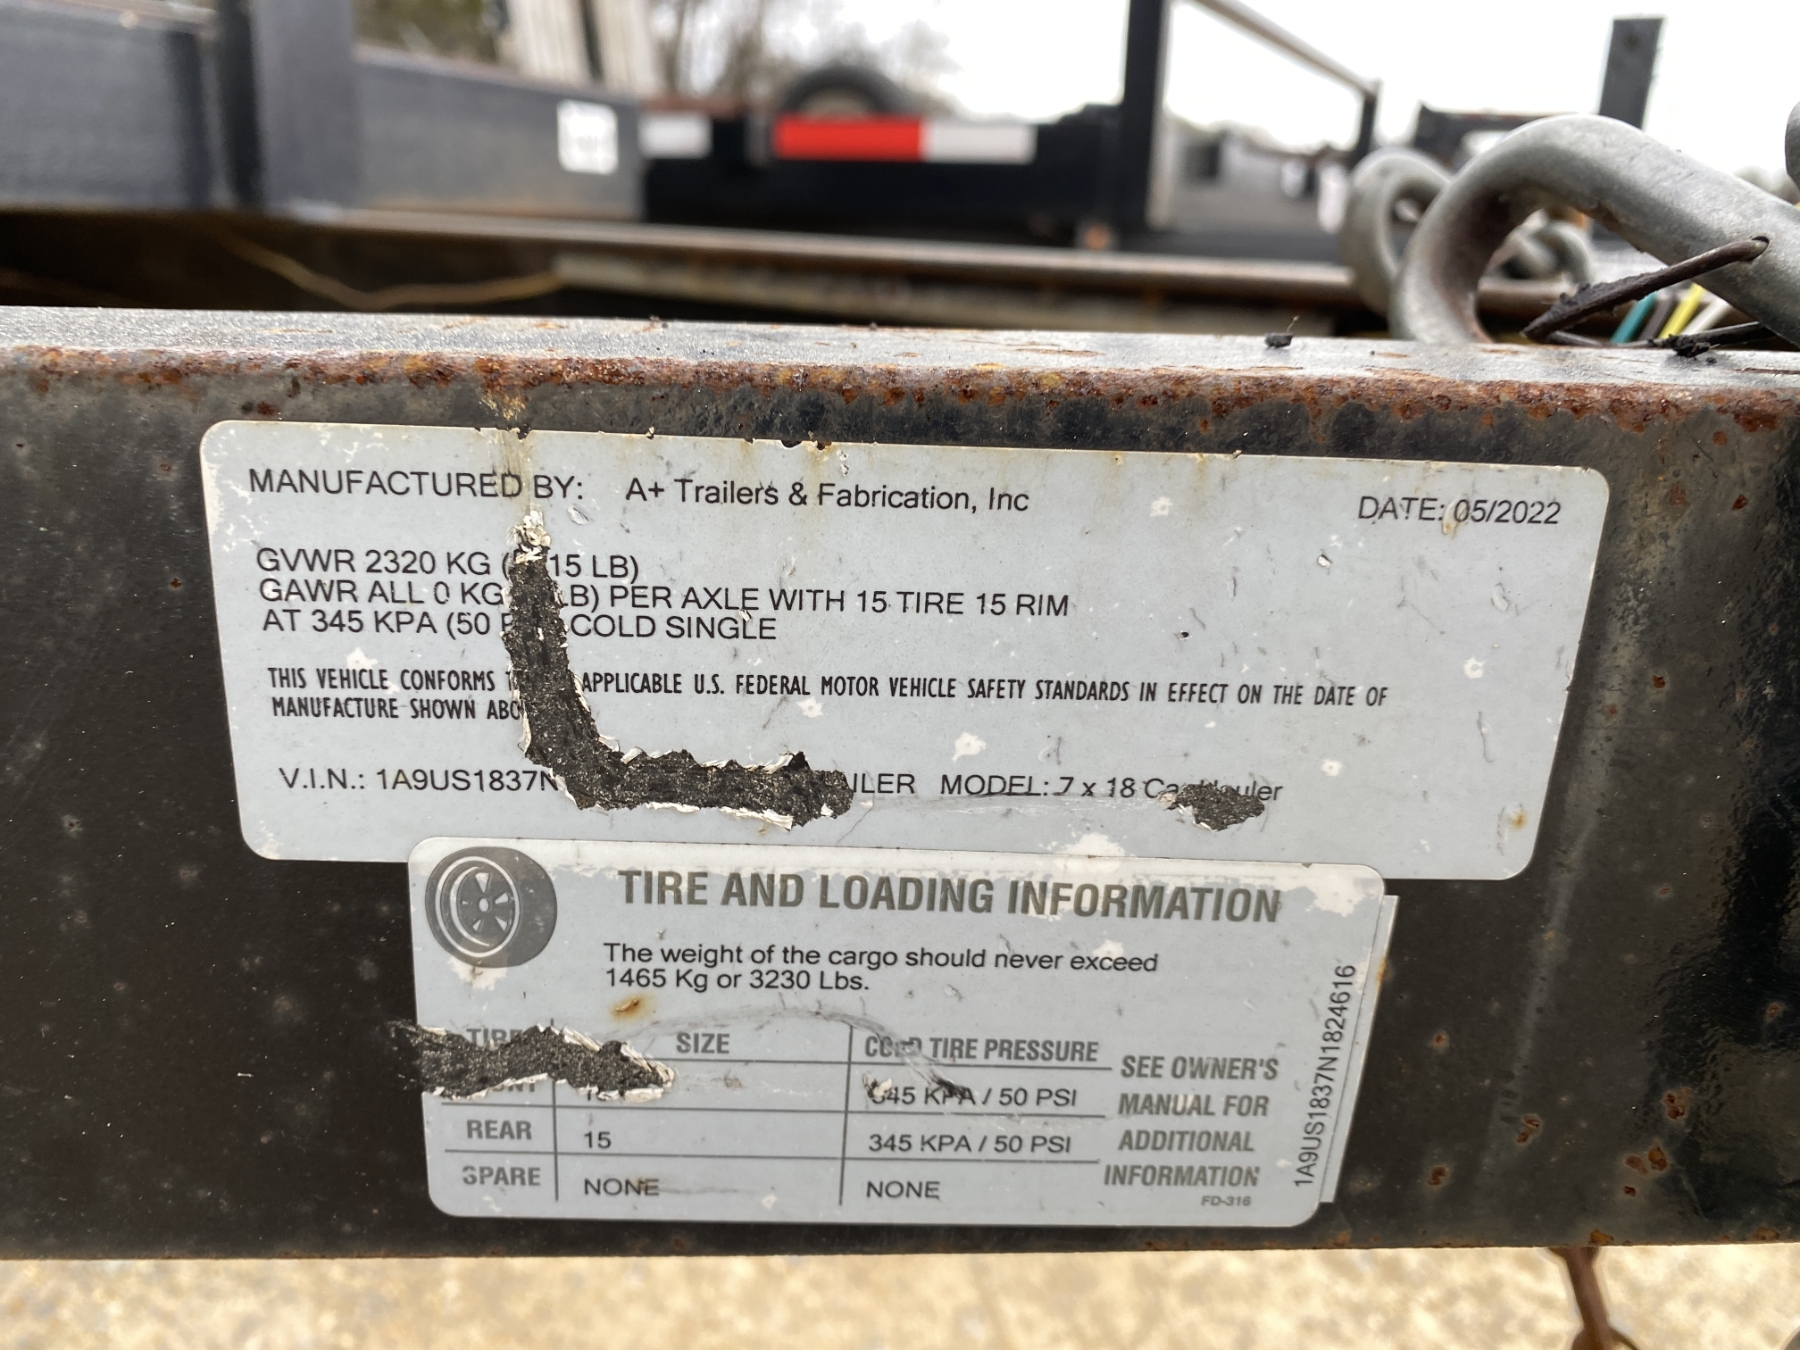 MANUFACTURED BY: A+ Trailers & Fabrication, Inc DATE: 05/2022
GVWR 2320 KG ( 15 LB)
GAWR ALL 0 KG LB) PER AXLE WITH 15 TIRE 15 RIM
AT 345 KPA (50 COLD SINGLE
THIS VEHICLE CONFORMS APPLICABLE U.S. FEDERAL MOTOR VEHICLE SAFETY STANDARDS IN EFFECT ON THE DATE OF
MANUFACTURE SHOWN
V.I.N.: 1A9US1837N ILER MODEL: 7 x 18
TIRE AND LOADING INFORMATION
The weight of the cargo should never exceed
1465 Kg or 3230 Lbs.
SIZE COLD TIRE PRESSURE
345 KPA / 50 PSI
REAR 15 345 KPA / 50 PSI
SPARE NONE NONE
SEE OWNER'S
MANUAL FOR
ADDITIONAL
INFORMATION
FD-316
1A9US1837N1824616